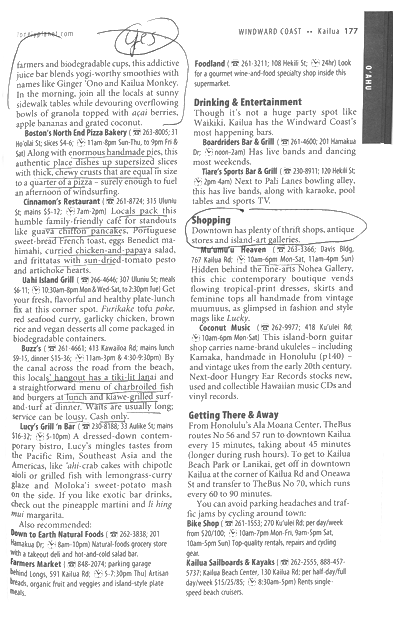 lonelyplanet.com
Yes
WINDWARD COAST •• Kailua 177
O'AHU
farmers and biodegradable cups, this addictive
juice bar blends yogi-worthy smoothies with
names like Ginger 'Ono and Kailua Monkey.
In the morning, join all the locals at sunny
sidewalk tables while devouring overflowing
bowls of granola topped with açai berries,
apple bananas and grated coconut.
Boston's North End Pizza Bakery (☎ 263-8005; 31
Ho'olai St; slices $4-6; 11am-8pm Sun-Thu, to 9pm Fri &
Sat) Along with enormous handmade pies, this
authentic place dishes up supersized slices
with thick, chewy crusts that are equal in size
to a quarter of a pizza – surely enough to fuel
an afternoon of windsurfing.
Cinnamon's Restaurant (☎ 261-8724; 315 Uluniu
St; mains $5-12; 7am-2pm) Locals pack this
humble family-friendly café for standouts
like guava chiffon pancakes, Portuguese
sweet-bread French toast, eggs Benedict ma-
himahi, curried chicken-and-papaya salad,
and frittatas with sun-dried-tomato pesto
and artichoke hearts.
Uahi Island Grill (☎ 266-4646; 307 Uluniu St; meals
$6-11; 10:30am-8pm Mon & Wed-Sat, to 2:30pm Tue) Get
your fresh, flavorful and healthy plate-lunch
fix at this corner spot. Furikake tofu poke,
red seafood curry, garlicky chicken, brown
rice and vegan desserts all come packaged in
biodegradable containers.
Buzz's (☎ 261-4661; 413 Kawailoa Rd; mains lunch
$9-15, dinner $15-36; 11am-3pm & 4:30-9:30pm) By
the canal across the road from the beach,
this locals' hangout has a tiki-lit lanai and
a straightforward menu of charbroiled fish
and burgers at lunch and kiawe-grilled surf-
and-turf at dinner. Waits are usually long;
service can be lousy. Cash only.
Lucy's Grill 'n Bar (☎ 230-8188; 33 Aulike St; mains
$16-32; 5-10pm) A dressed-down contem-
porary bistro, Lucy's mingles tastes from
the Pacific Rim, Southeast Asia and the
Americas, like 'ahi-crab cakes with chipotle
aioli or grilled fish with lemongrass-curry
glaze and Moloka'i sweet-potato mash
on the side. If you like exotic bar drinks,
check out the pineapple martini and li hing
mui margarita.
Also recommended:
Down to Earth Natural Foods (☎ 262-3838, 201
Hamakua Dr; 8am-10pm) Natural-foods grocery store
with a takeout deli and hot-and-cold salad bar.
Farmers Market (☎ 848-2074; parking garage
behind Longs, 591 Kailua Rd; 5-7:30pm Thu) Artisan
breads, organic fruit and veggies and island-style plate
meals.
Foodland (☎ 261-3211; 108 Hekili St; 24hr) Look
for a gourmet wine-and-food specialty shop inside this
supermarket.
Drinking & Entertainment
Though it's not a huge party spot like
Waikiki, Kailua has the Windward Coast's
most happening bars.
Boardriders Bar & Grill (☎ 261-4600; 201 Hamakua
Dr; noon-2am) Has live bands and dancing
most weekends.
Tiare's Sports Bar & Grill (☎ 230-8911; 120 Hekili St;
2pm-4am) Next to Pali Lanes bowling alley,
this has live bands, along with karaoke, pool
tables and sports TV.
Shopping
Downtown has plenty of thrift shops, antique
stores and island-art galleries.
Mu'umu'u Heaven (☎ 263-3366; Davis Bldg,
767 Kailua Rd; 10am-6pm Mon-Sat, 11am-4pm Sun)
Hidden behind the fine-arts Nohea Gallery,
this chic contemporary boutique vends
flowing tropical-print dresses, skirts and
feminine tops all handmade from vintage
muumuus, as glimpsed in fashion and style
mags like Lucky.
Coconut Music (☎ 262-9977; 418 Ku'ulei Rd;
10am-6pm Mon-Sat) This island-born guitar
shop carries name-brand ukuleles – including
Kamaka, handmade in Honolulu (p140) –
and vintage ukes from the early 20th century.
Next-door Hungry Ear Records stocks new,
used and collectible Hawaiian music CDs and
vinyl records.
Getting There & Away
From Honolulu's Ala Moana Center, TheBus
routes No 56 and 57 run to downtown Kailua
every 15 minutes, taking about 45 minutes
(longer during rush hours). To get to Kailua
Beach Park or Lanikai, get off in downtown
Kailua at the corner of Kailua Rd and Oneawa
St and transfer to TheBus No 70, which runs
every 60 to 90 minutes.
You can avoid parking headaches and traf-
fic jams by cycling around town:
Bike Shop (☎ 261-1553; 270 Ku'ulei Rd; per day/week
from $20/100; 10am-7pm Mon-Fri, 9am-5pm Sat,
10am-5pm Sun) Top-quality rentals, repairs and cycling
gear.
Kailua Sailboards & Kayaks (☎ 262-2555, 888-457-
5737; Kailua Beach Center, 130 Kailua Rd; per half-day/full
day/week $15/25/85; 8:30am-5pm) Rents single-
speed beach cruisers.